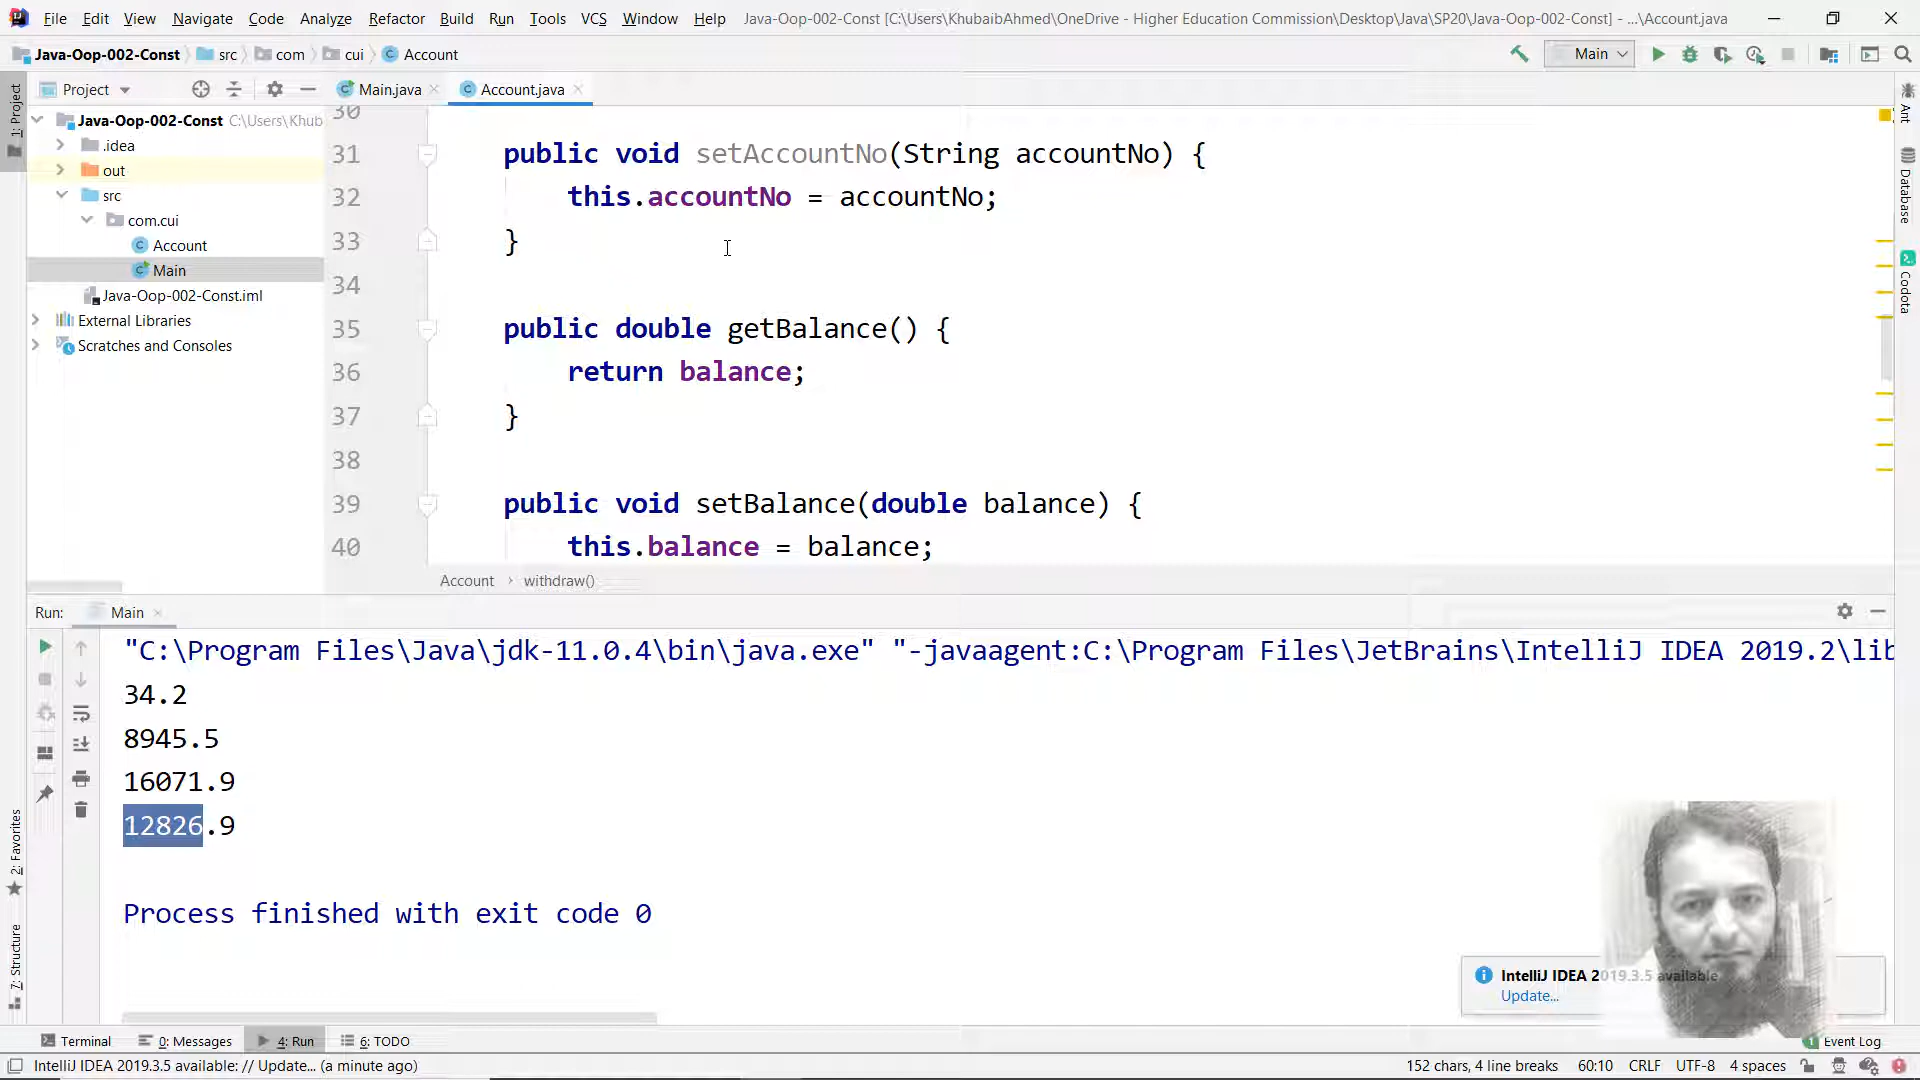 File Edit View Navigate Code Analyze Refactor Build Run Tools VCS Window Help Java-Oop-002-Const [C:\Users\KhubaibAhmed\OneDrive - Higher Education Commission\Desktop\Java\SP20\Java-Oop-002-Const] - ...\Account.java
Java-Oop-002-Const src com cui Account Main
1: Project
Project
Main.java Account.java
Java-Oop-002-Const C:\Users\Khub
.idea
out
src
com.cui
Account
Main
Java-Oop-002-Const.iml
External Libraries
Scratches and Consoles
30
31 public void setAccountNo(String accountNo) {
32 this.accountNo = accountNo;
33 }
34
35 public double getBalance() {
36 return balance;
37 }
38
39 public void setBalance(double balance) {
40 this.balance = balance;
Account › withdraw()
Ant
Database
Codota
Run: Main
"C:\Program Files\Java\jdk-11.0.4\bin\java.exe" "-javaagent:C:\Program Files\JetBrains\IntelliJ IDEA 2019.2\lib
34.2
8945.5
16071.9
12826.9
Process finished with exit code 0
2: Favorites
7: Structure
IntelliJ IDEA 2019.3.5 available
Update...
Terminal 0: Messages 4: Run 6: TODO 1 Event Log
IntelliJ IDEA 2019.3.5 available: // Update... (a minute ago) 152 chars, 4 line breaks 60:10 CRLF UTF-8 4 spaces